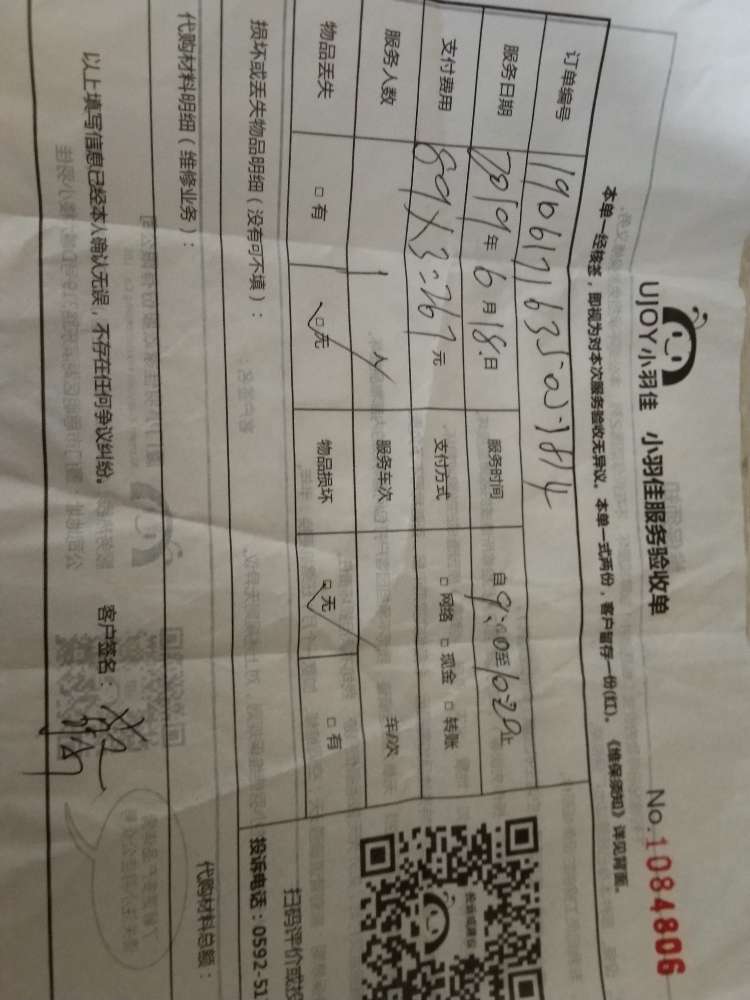 UJOY小羽佳 小羽佳服务验收单
No.1084806
本单一经核签，即视为对本次服务验收无异议。本单一式两份，客户留存一份(红)。《维保须知》详见背面。
订单编号
服务日期 2019年6月18日 服务时间 自9:0至1020止
支付费用 89X3=267元 支付方式 □网络 □现金 □转账
服务人数 1人 服务车次 车/次
物品丢失 □有 □无 物品损坏 □无 □有
损坏或丢失物品明细（没有可不填）：
扫码评价或投
投诉电话：0592-51
代购材料明细（维修业务）： 代购材料总额：
以上填写信息已经本人确认无误，不存在任何争议纠纷。 客户签名：